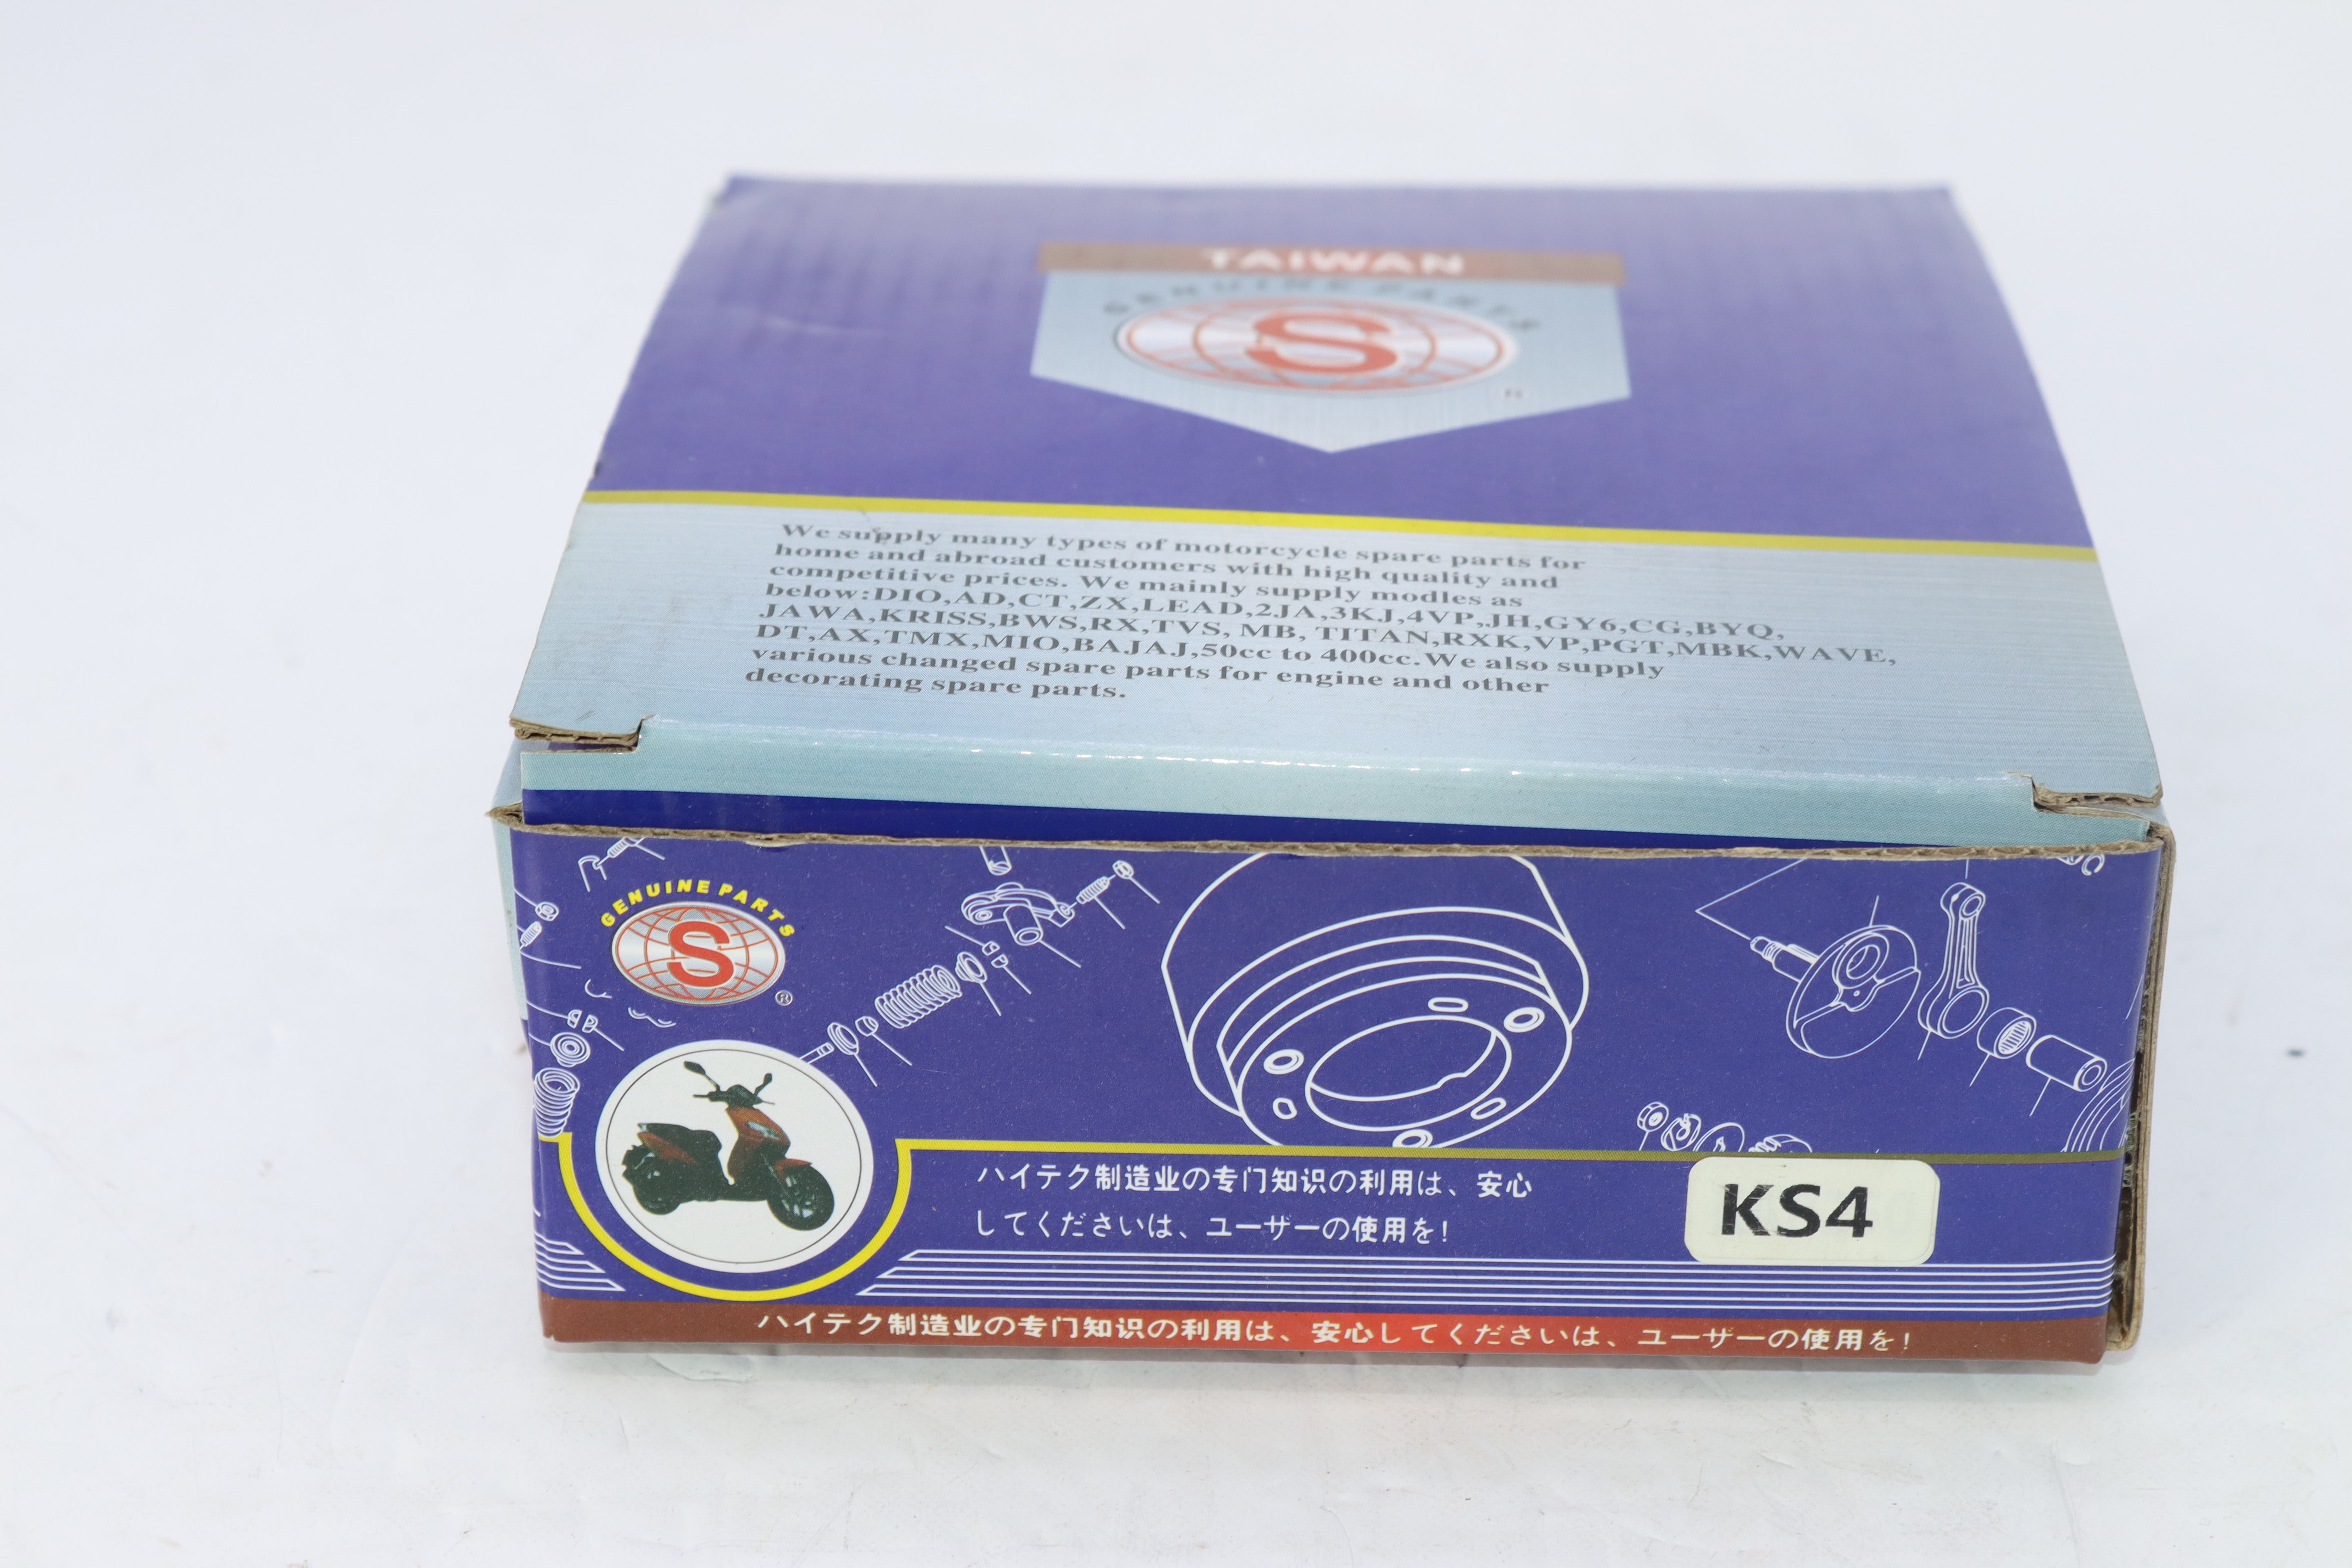 TAIWAN
GENUINE PARTS
S
R
We supply many types of motorcycle spare parts for
home and abroad customers with high quality and
competitive prices. We mainly supply modles as
below:DIO,AD,CT,ZX,LEAD,2JA,3KJ,4VP,JH,GY6,CG,BYQ,
JAWA,KRISS,BWS,RX,TVS, MB, TITAN,RXK,VP,PGT,MBK,WAVE,
DT,AX,TMX,MIO,BAJAJ,50cc to 400cc.We also supply
various changed spare parts for engine and other
decorating spare parts.
GENUINE PARTS
S
®
ハイテク制造业の专门知识の利用は、安心
してくださいは、ユーザーの使用を!
KS4
ハイテク制造业の专门知识の利用は、安心してくださいは、ユーザーの使用を!